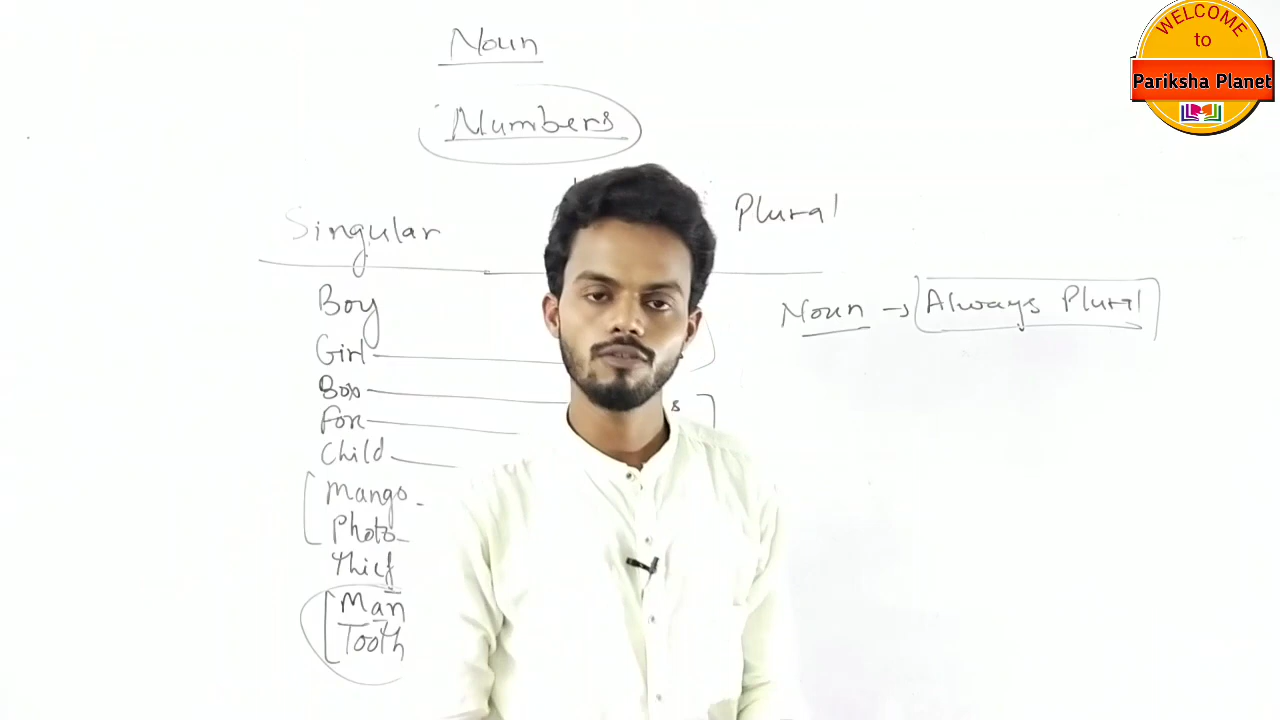 Noun
Numbers
Singular
Plural
Boy
Girl
Box
Fox
Child
Mango
Photo
Thief
Man
Tooth
s
Noun → Always Plural
WELCOME
to
Pariksha Planet